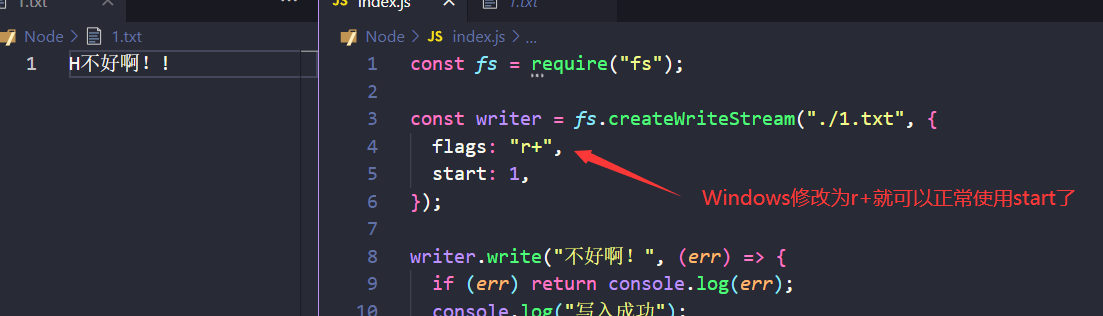 1.txt
Node > 1.txt
1 H不好啊!!
JS index.js
1.txt
Node > JS index.js > ...
1 const fs = require("fs");
2
3 const writer = fs.createWriteStream("./1.txt", {
4 flags: "r+",
Windows修改为r+就可以正常使用start了
5 start: 1,
6 });
7
8 writer.write("不好啊!", (err) => {
9 if (err) return console.log(err);
10 console.log("写入成功");